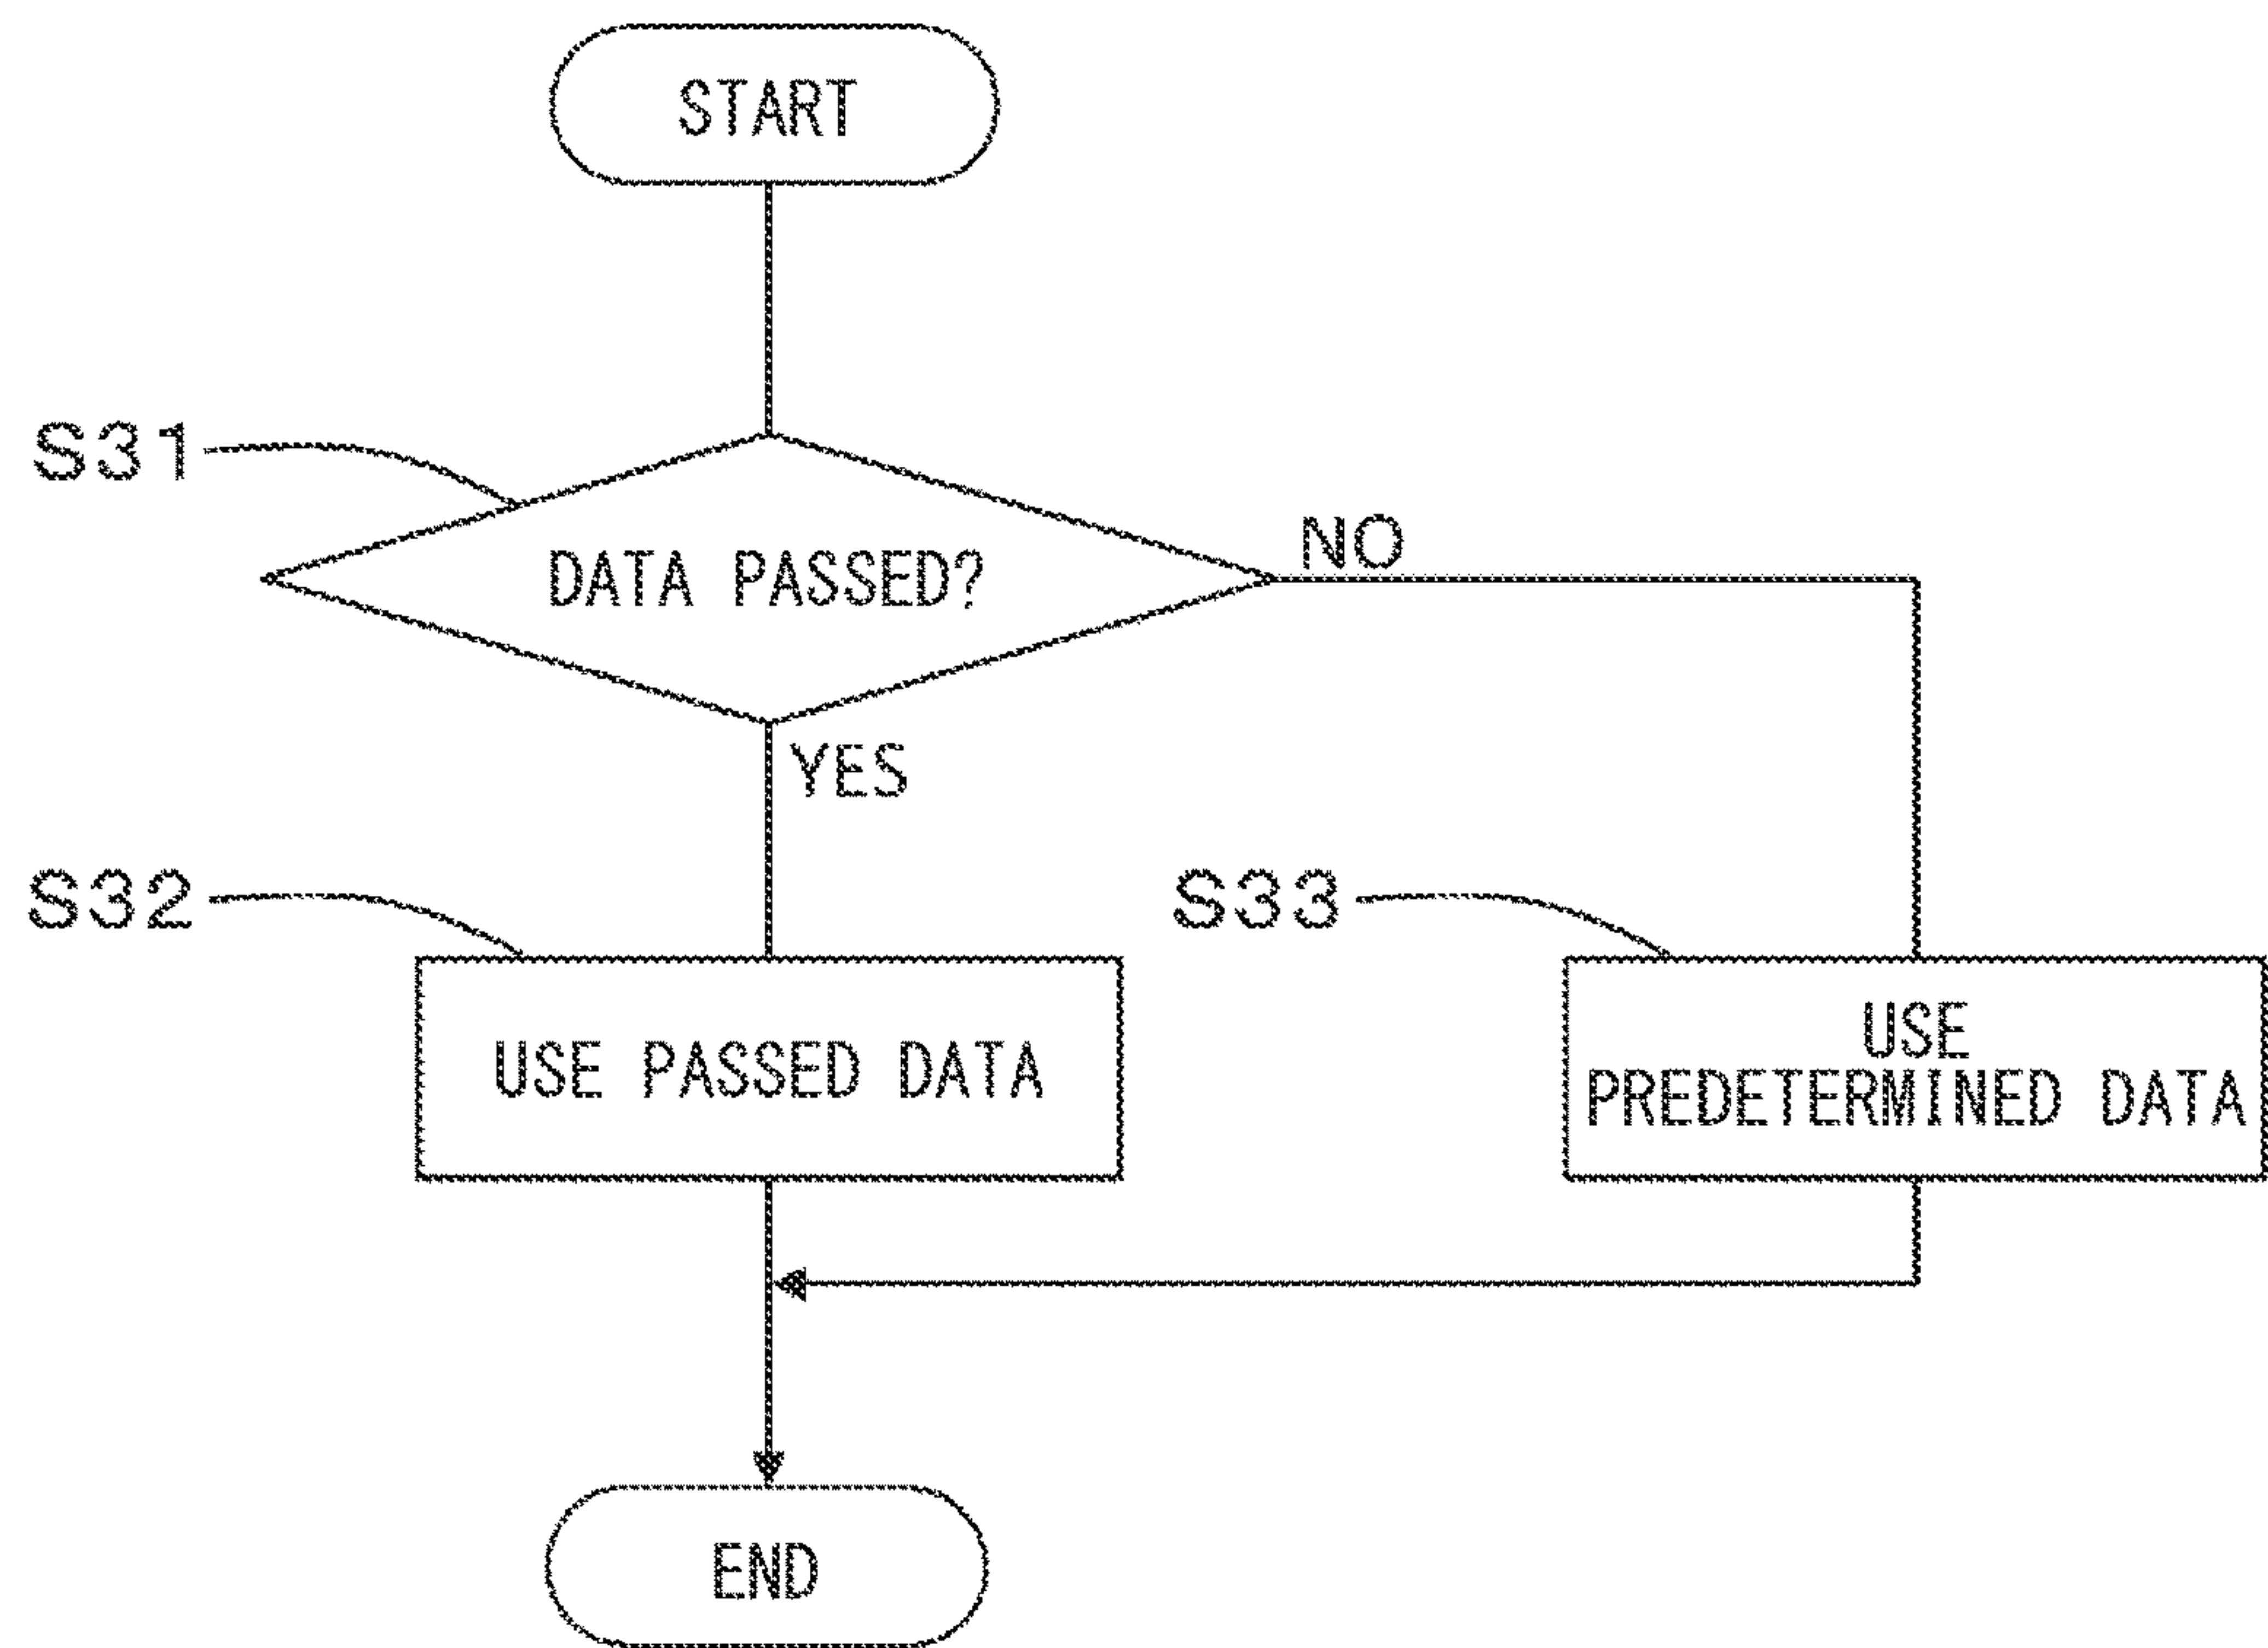 START
S31
DATA PASSED?
NO
YES
S32
USE PASSED DATA
S33
USE
PREDETERMINED DATA
END